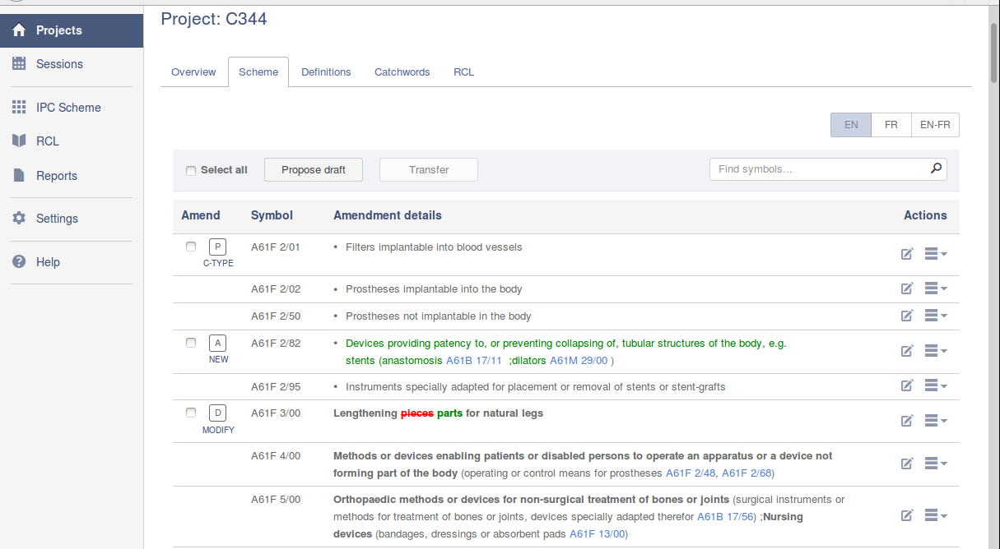 Project: C344
Projects
Sessions
IPC Scheme
RCL
Reports
Settings
Help
Overview Scheme Definitions Catchwords RCL
EN FR EN-FR
Select all Propose draft Transfer Find symbols...
Amend Symbol Amendment details Actions
P A61F 2/01 • Filters implantable into blood vessels
C-TYPE
A61F 2/02 • Prostheses implantable into the body
A61F 2/50 • Prostheses not implantable in the body
A A61F 2/82 • Devices providing patency to, or preventing collapsing of, tubular structures of the body, e.g.
NEW stents (anastomosis A61B 17/11 ;dilators A61M 29/00 )
A61F 2/95 • Instruments specially adapted for placement or removal of stents or stent-grafts
D A61F 3/00 Lengthening pieces parts for natural legs
MODIFY
A61F 4/00 Methods or devices enabling patients or disabled persons to operate an apparatus or a device not
forming part of the body (operating or control means for prostheses A61F 2/48, A61F 2/68)
A61F 5/00 Orthopaedic methods or devices for non-surgical treatment of bones or joints (surgical instruments or
methods for treatment of bones or joints, devices specially adapted therefor A61B 17/56) ;Nursing
devices (bandages, dressings or absorbent pads A61F 13/00)